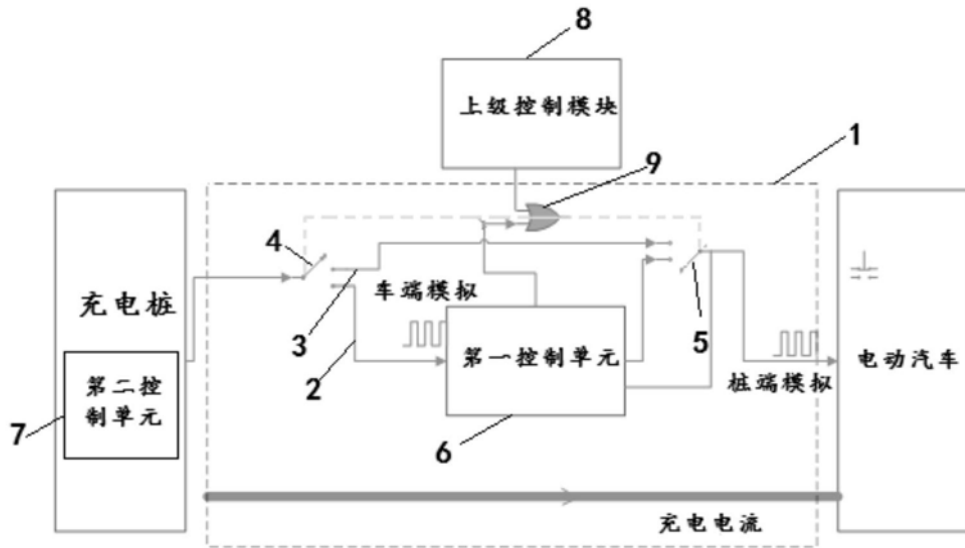 8
上级控制模块
1
9
4
充电桩
车端模拟
3
5
第一控制单元
电动汽车
桩端模拟
2
第二控
制单元
7
6
充电电流